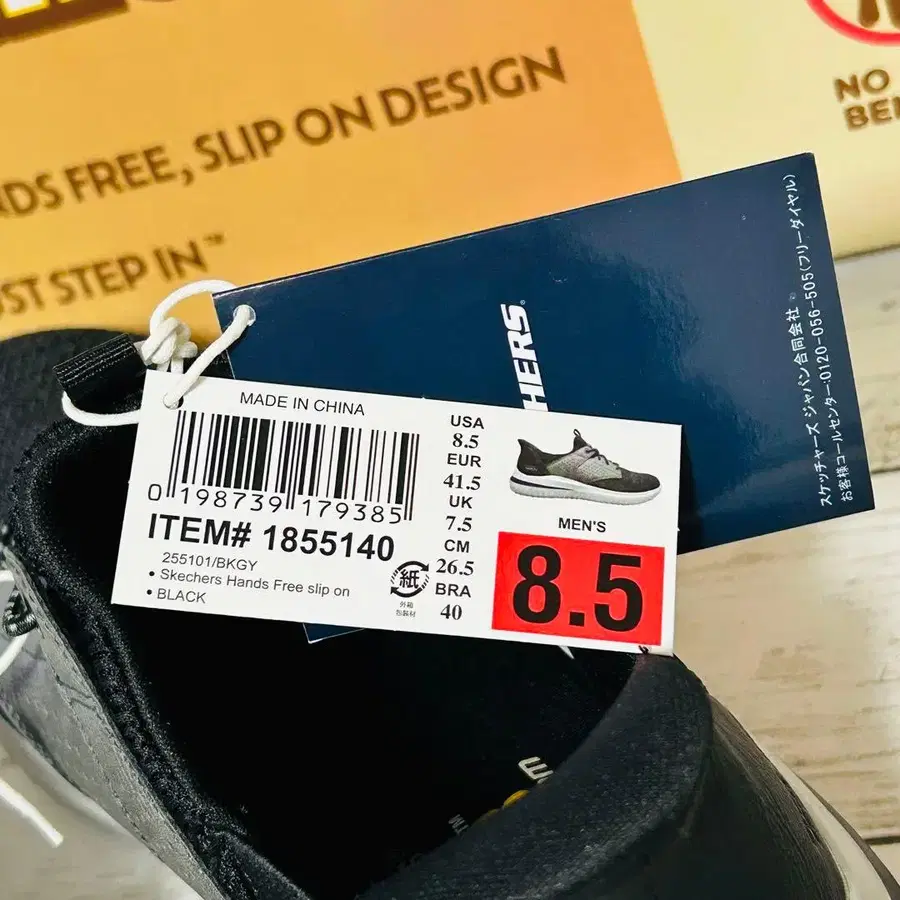 ADS FREE, SLIP ON DESIGN
UST STEP IN™
NO
スケッチャーズ ジャパン合同会社
お客様コールセンター:0120-056-505(フリーダイヤル)
HERS
MADE IN CHINA
0 198739 179385
ITEM# 1855140
255101/BKGY
• Skechers Hands Free slip on
• BLACK
紙
外箱
包装材
USA
8.5
EUR
41.5
UK
7.5
CM
26.5
BRA
40
MEN'S
8.5